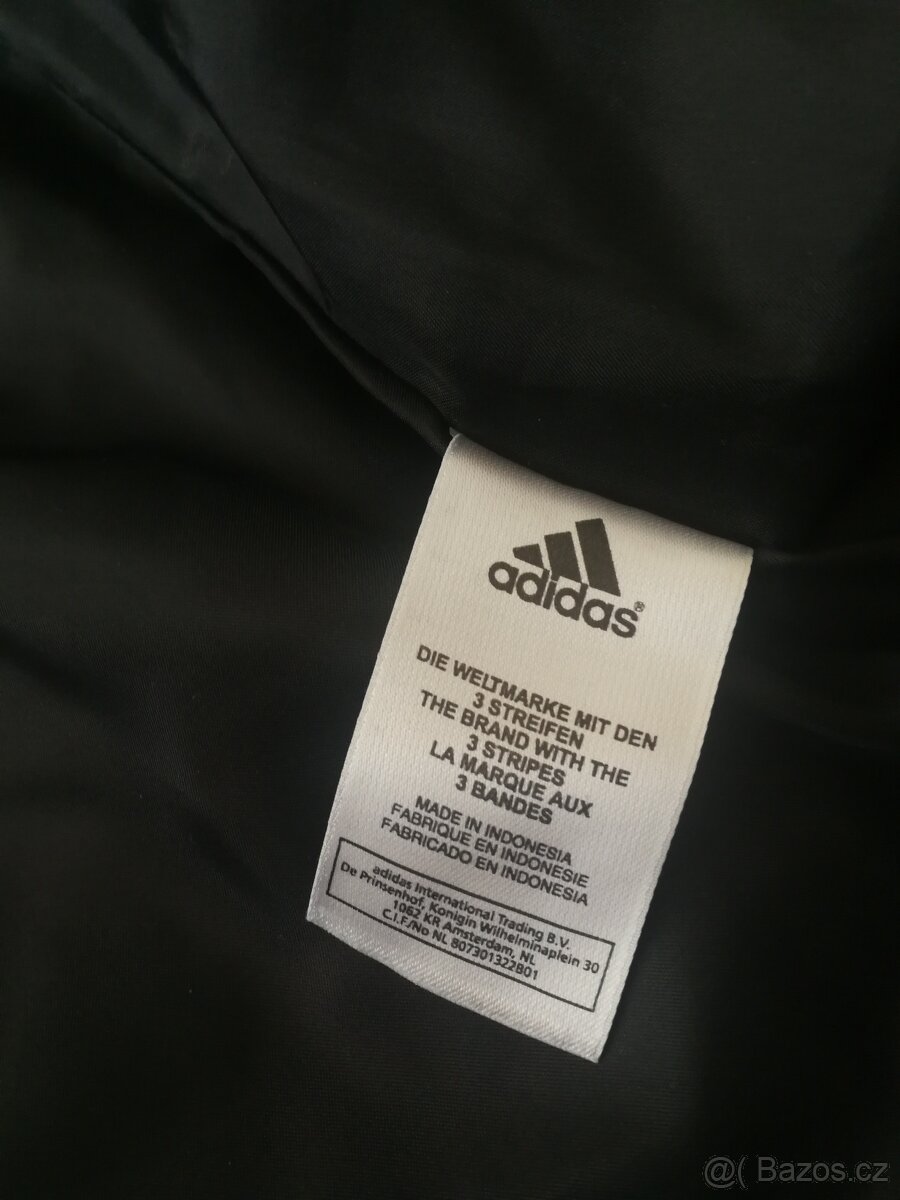 adidas®
DIE WELTMARKE MIT DEN
3 STREIFEN
THE BRAND WITH THE
3 STRIPES
LA MARQUE AUX
3 BANDES
MADE IN INDONESIA
FABRIQUE EN INDONESIE
FABRICADO EN INDONESIA
adidas International Trading B.V.
De Prinsenhof, Konigin Wilhelminaplein 30
1062 KR Amsterdam, NL
C.I.F./No NL 807301322B01
@( Bazos.cz